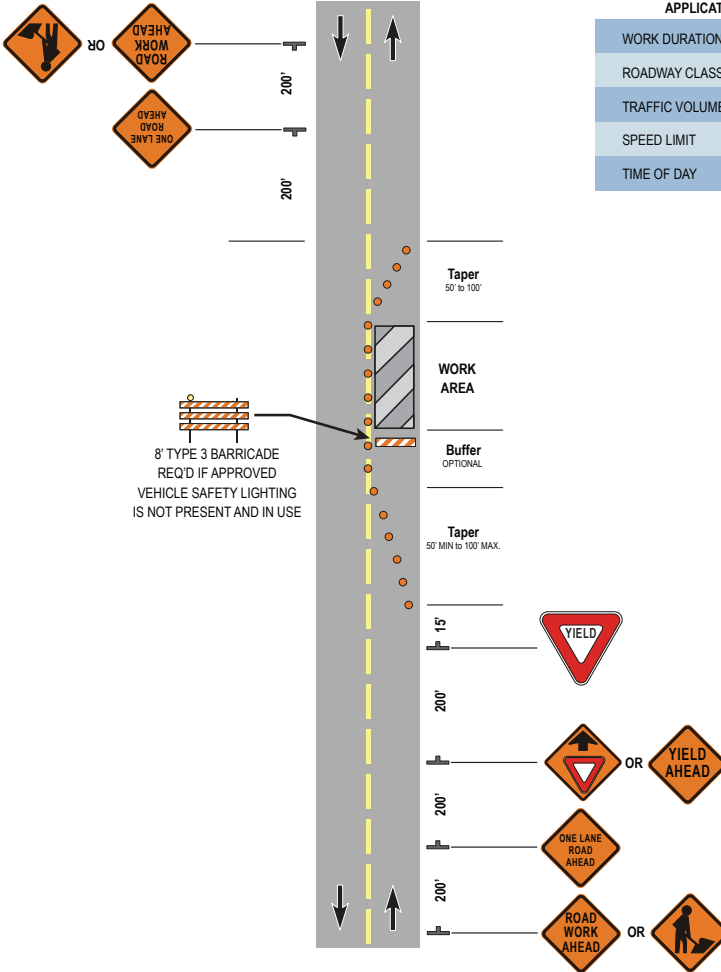 APPLICAT
WORK DURATION
ROADWAY CLASS
TRAFFIC VOLUME
SPEED LIMIT
TIME OF DAY
OR
ROAD
WORK
AHEAD
200'
ONE LANE
ROAD
AHEAD
200'
Taper
50' to 100'
WORK
AREA
8' TYPE 3 BARRICADE
REQ'D IF APPROVED
VEHICLE SAFETY LIGHTING
IS NOT PRESENT AND IN USE
Buffer
OPTIONAL
Taper
50' MIN to 100' MAX.
15'
YIELD
200'
OR
YIELD
AHEAD
200'
ONE LANE
ROAD
AHEAD
200'
ROAD
WORK
AHEAD
OR